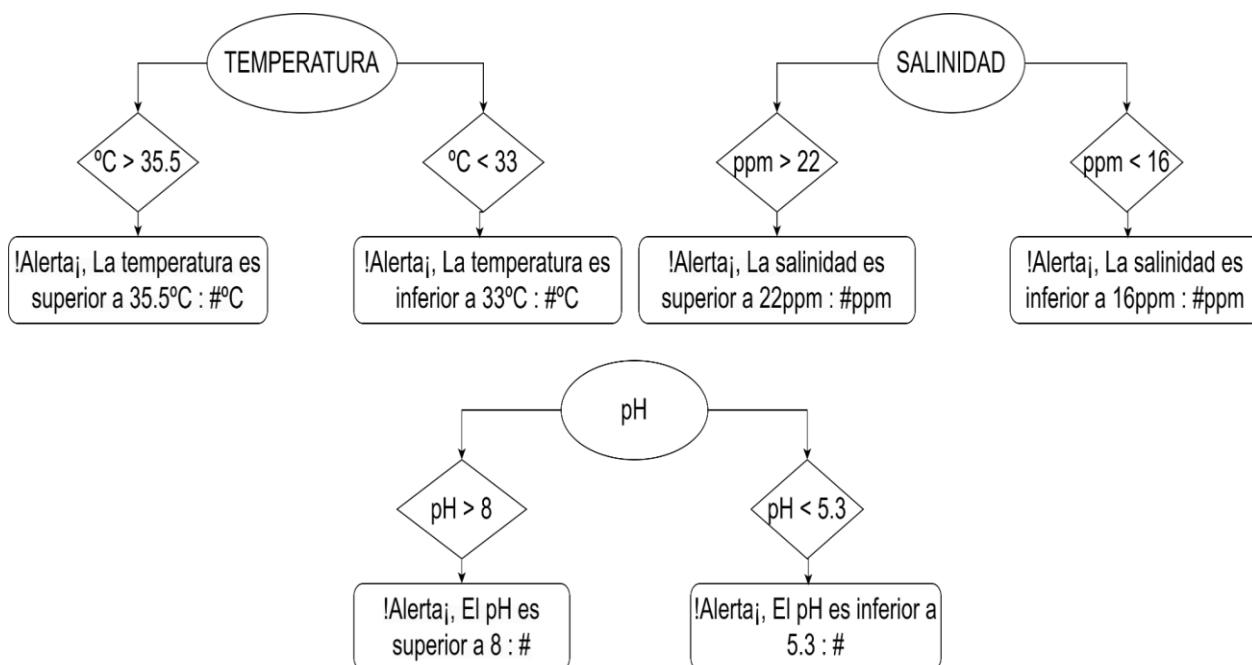 TEMPERATURA
SALINIDAD
ºC > 35.5
ºC < 33
ppm > 22
ppm < 16
!Alerta¡, La temperatura es
superior a 35.5ºC : #ºC
!Alerta¡, La temperatura es
inferior a 33ºC : #ºC
!Alerta¡, La salinidad es
superior a 22ppm : #ppm
!Alerta¡, La salinidad es
inferior a 16ppm : #ppm
pH
pH > 8
pH < 5.3
!Alerta¡, El pH es
superior a 8 : #
!Alerta¡, El pH es inferior a
5.3 : #